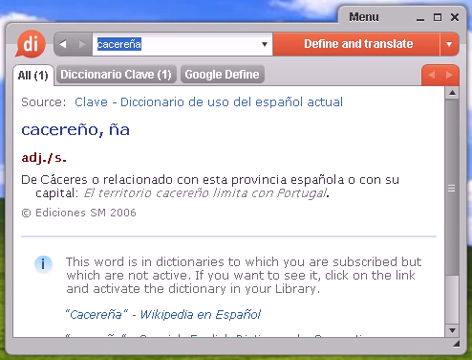 Menu
di
cacereña
Define and translate
All (1)
Diccionario Clave (1)
Google Define
Source: Clave - Diccionario de uso del español actual
cacereño, ña
adj./s.
De Cáceres o relacionado con esta provincia española o con su
capital: El territorio cacereño limita con Portugal.
© Ediciones SM 2006
i
This word is in dictionaries to which you are subscribed but
which are not active. If you want to see it, click on the link
and activate the dictionary in your Library.
"Cacereña" - Wikipedia en Español